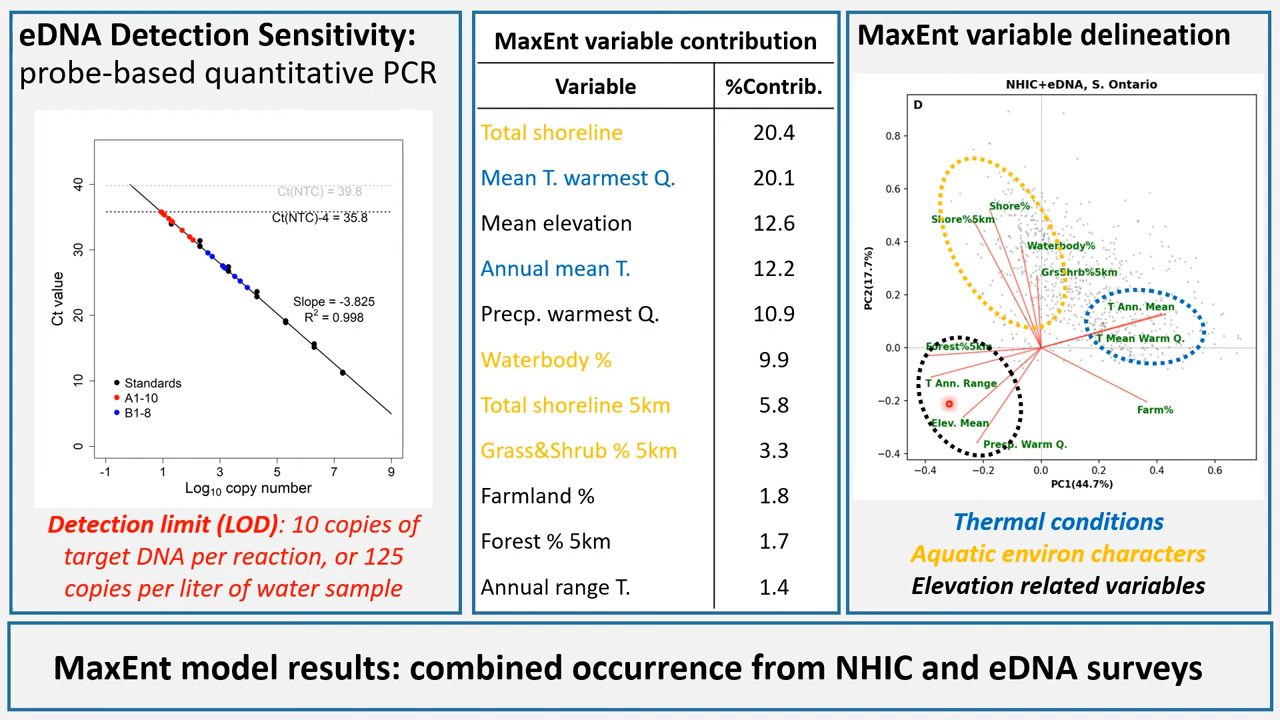 eDNA Detection Sensitivity:
probe-based quantitative PCR
Ct(NTC) = 39.8
Ct(NTC)-4 = 35.8
Slope = -3.825
R² = 0.998
Standards
A1-10
B1-8
Ct value
40
30
20
10
0
-1 1 3 5 7 9
Log₁₀ copy number
Detection limit (LOD): 10 copies of
target DNA per reaction, or 125
copies per liter of water sample
MaxEnt variable contribution
Variable %Contrib.
Total shoreline 20.4
Mean T. warmest Q. 20.1
Mean elevation 12.6
Annual mean T. 12.2
Precp. warmest Q. 10.9
Waterbody % 9.9
Total shoreline 5km 5.8
Grass&Shrub % 5km 3.3
Farmland % 1.8
Forest % 5km 1.7
Annual range T. 1.4
MaxEnt variable delineation
NHIC+eDNA, S. Ontario
D
PC2(17.7%)
0.8
0.6
0.4
0.2
0.0
−0.2
−0.4
Shore%
Shore%5km
Waterbody%
GrsShrb%5km
T Ann. Mean
T Mean Warm Q.
Forest%5km
T Ann. Range
Farm%
Elev. Mean
Precp. Warm Q.
−0.4 −0.2 0.0 0.2 0.4 0.6
PC1(44.7%)
Thermal conditions
Aquatic environ characters
Elevation related variables
MaxEnt model results: combined occurrence from NHIC and eDNA surveys